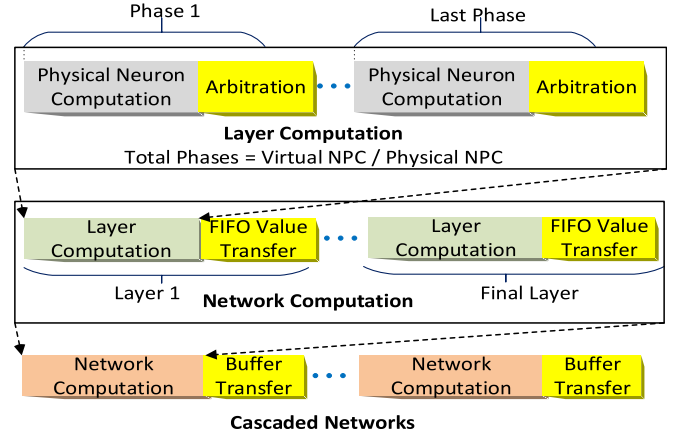 Phase 1
Last Phase
Physical Neuron
Computation
Arbitration
Physical Neuron
Computation
Arbitration
Layer Computation
Total Phases = Virtual NPC / Physical NPC
Layer
Computation
FIFO Value
Transfer
Layer
Computation
FIFO Value
Transfer
Layer 1
Network Computation
Final Layer
Network
Computation
Buffer
Transfer
Network
Computation
Buffer
Transfer
Cascaded Networks